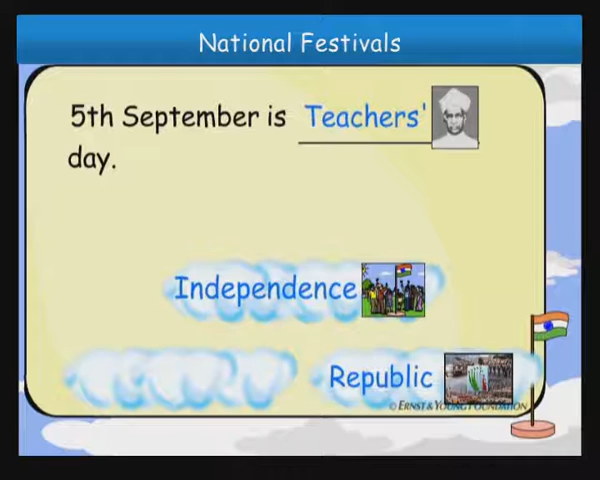 National Festivals
5th September is Teachers'
day.
Independence
Republic
© ERNST & YOUNG FOUNDATION